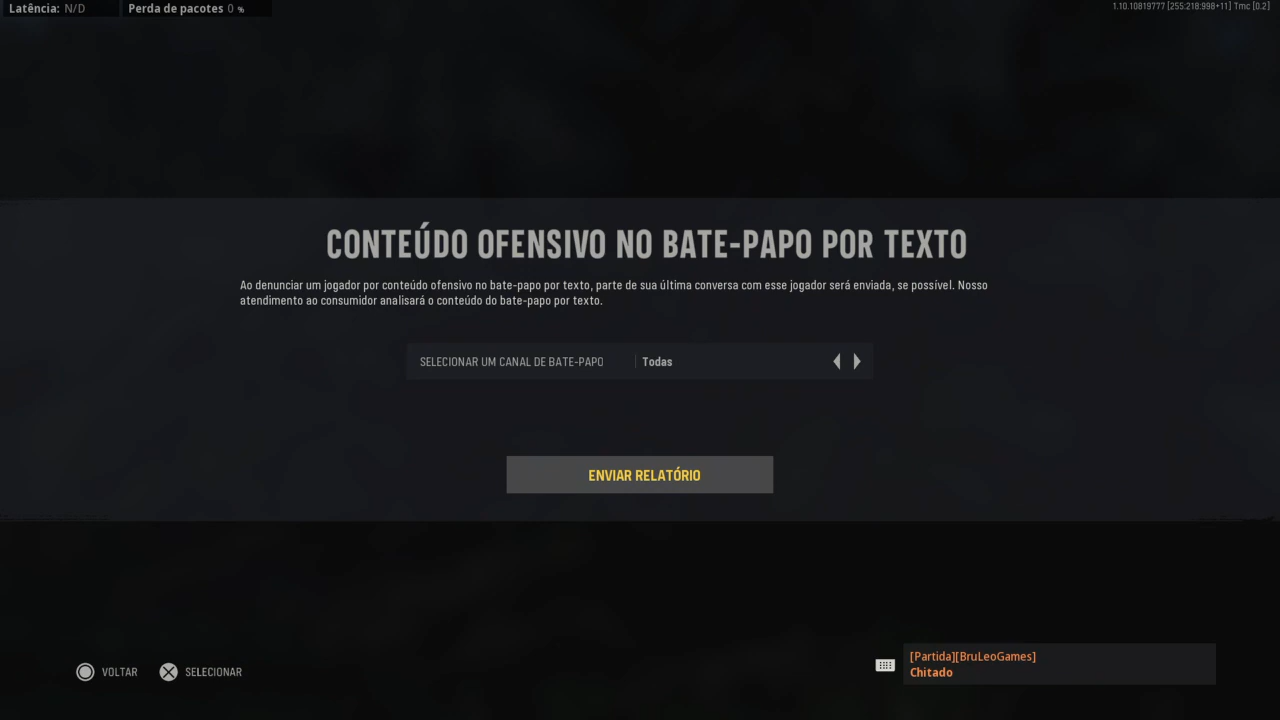 Latência: N/D Perda de pacotes 0 %
1.10.10819777 [255:218:998+11] Tmc [0.2]
CONTEÚDO OFENSIVO NO BATE-PAPO POR TEXTO
Ao denunciar um jogador por conteúdo ofensivo no bate-papo por texto, parte de sua última conversa com esse jogador será enviada, se possível. Nosso
atendimento ao consumidor analisará o conteúdo do bate-papo por texto.
SELECIONAR UM CANAL DE BATE-PAPO Todas
ENVIAR RELATÓRIO
[Partida][BruLeoGames]
Chitado
VOLTAR SELECIONAR